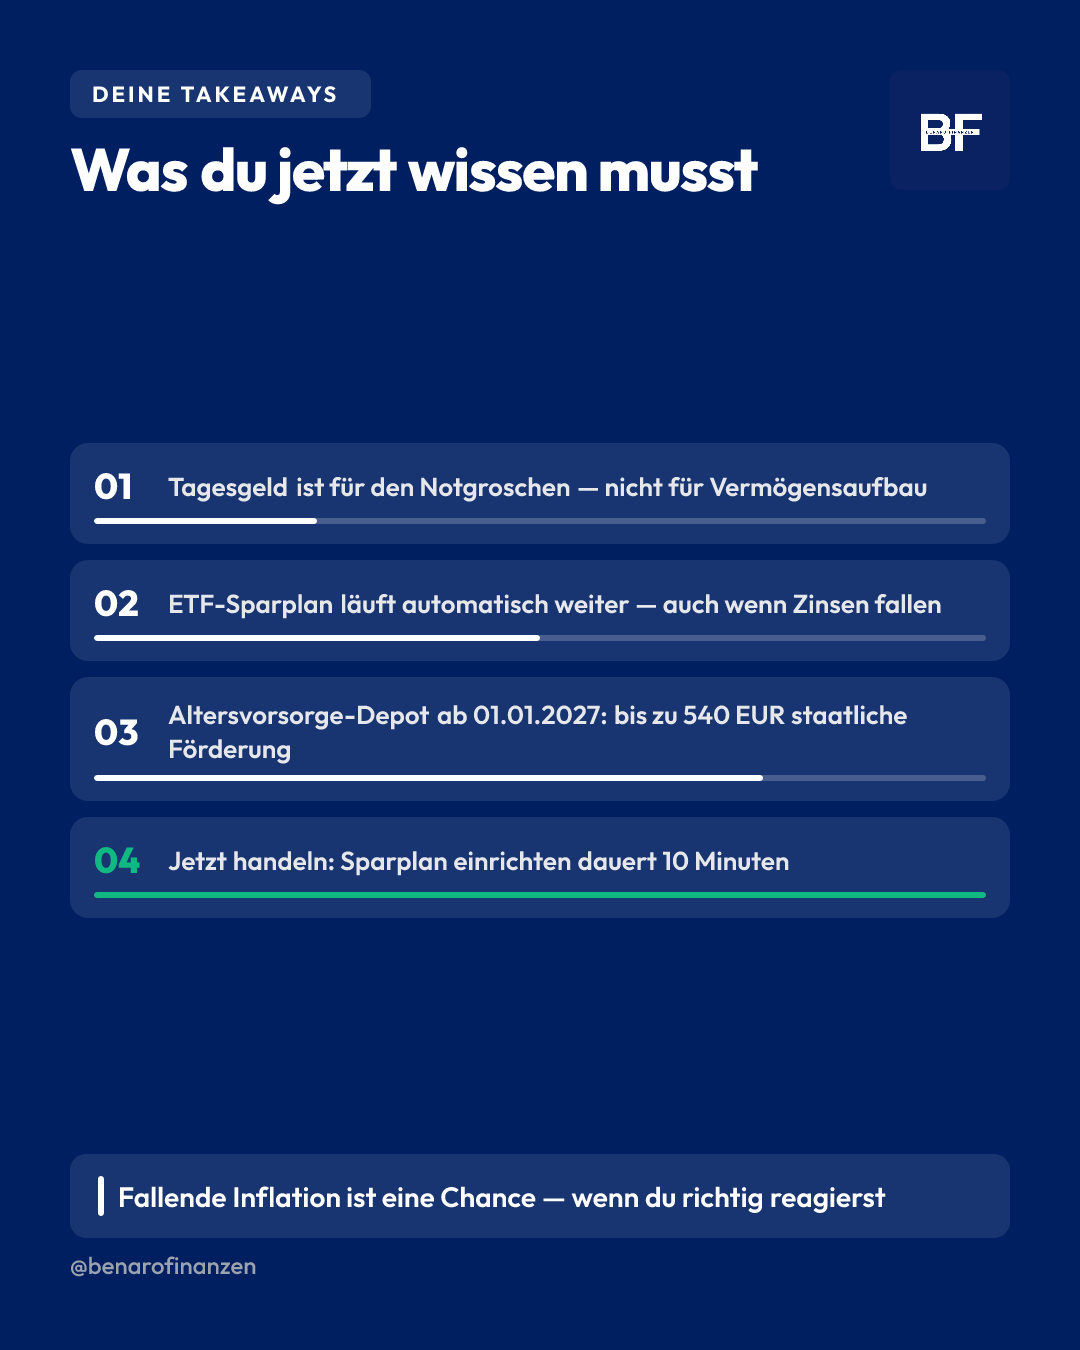 DEINE TAKEAWAYS
Was du jetzt wissen musst
BF
01 Tagesgeld ist für den Notgroschen — nicht für Vermögensaufbau
02 ETF-Sparplan läuft automatisch weiter — auch wenn Zinsen fallen
03 Altersvorsorge-Depot ab 01.01.2027: bis zu 540 EUR staatliche
Förderung
04 Jetzt handeln: Sparplan einrichten dauert 10 Minuten
Fallende Inflation ist eine Chance — wenn du richtig reagierst
@benarofinanzen